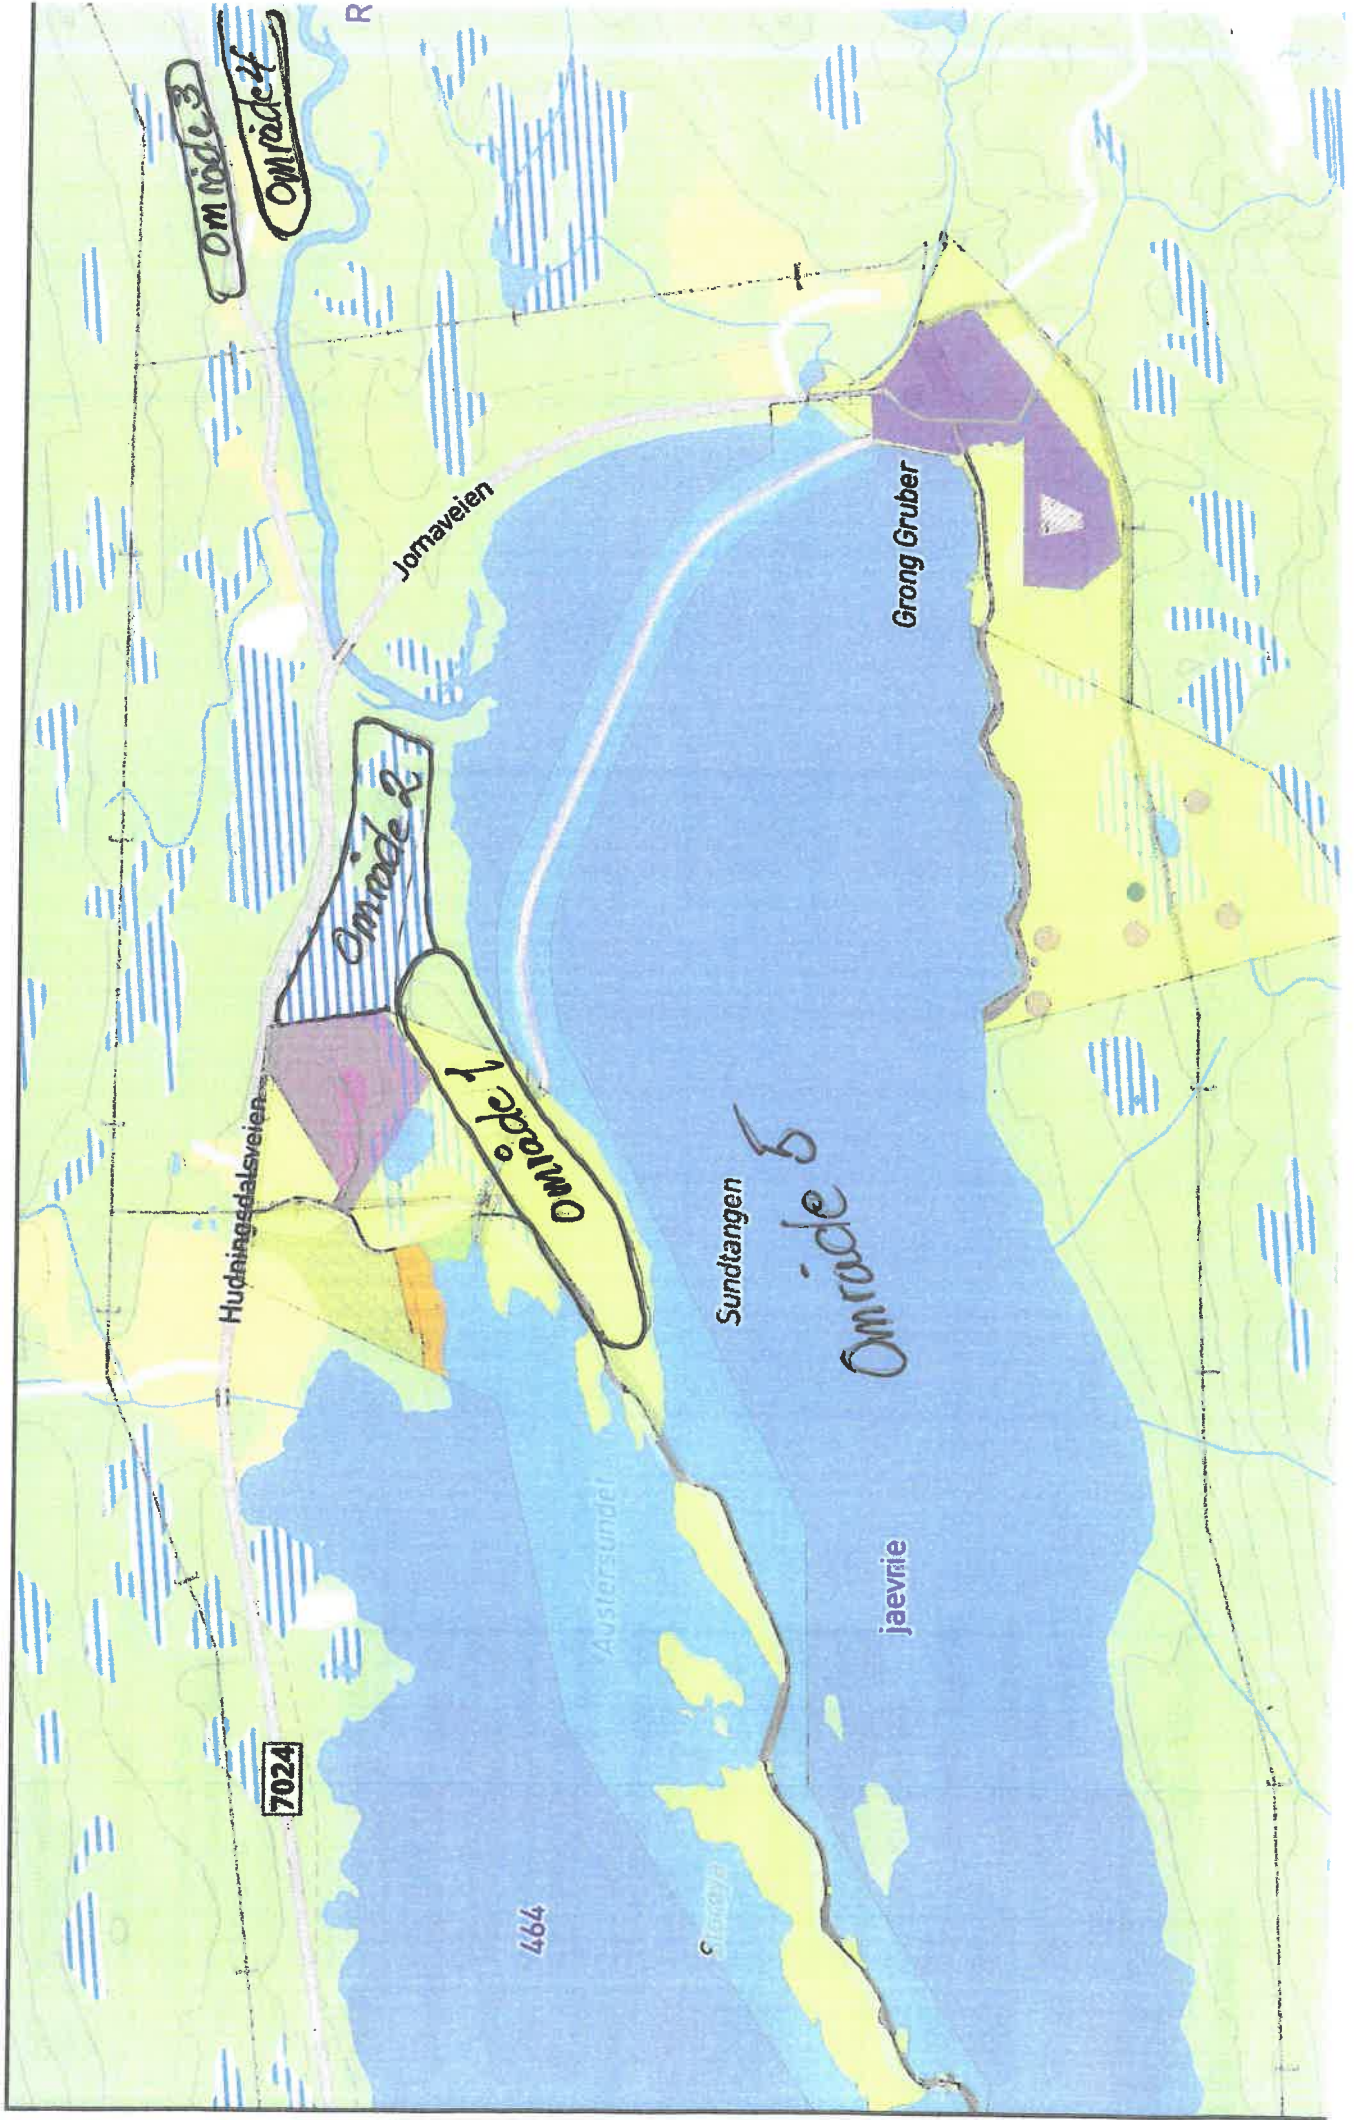 Område 3
Område 4
R
Jomaveien
Område 2
Hudningsdalsveien
Område 1
Grong Gruber
Sundtangen
Område 5
Austersundet
jaevrie
7024
464